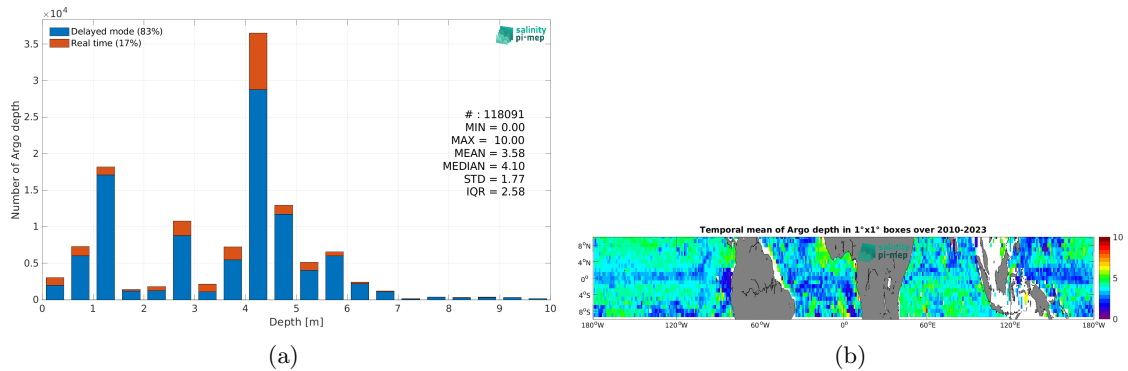 ×10⁴
Delayed mode (83%)
Real time (17%)
salinity
pi-mep
Number of Argo depth
3.5
3
2.5
2
1.5
1
0.5
0
# : 118091
MIN = 0.00
MAX = 10.00
MEAN = 3.58
MEDIAN = 4.10
STD = 1.77
IQR = 2.58
0 1 2 3 4 5 6 7 8 9 10
Depth [m]
(a)
Temporal mean of Argo depth in 1°x1° boxes over 2010-2023
salinity
pi-mep
8°N
4°N
0°
4°S
8°S
180°W 120°W 60°W 0° 60°E 120°E 180°W
10
5
0
(b)